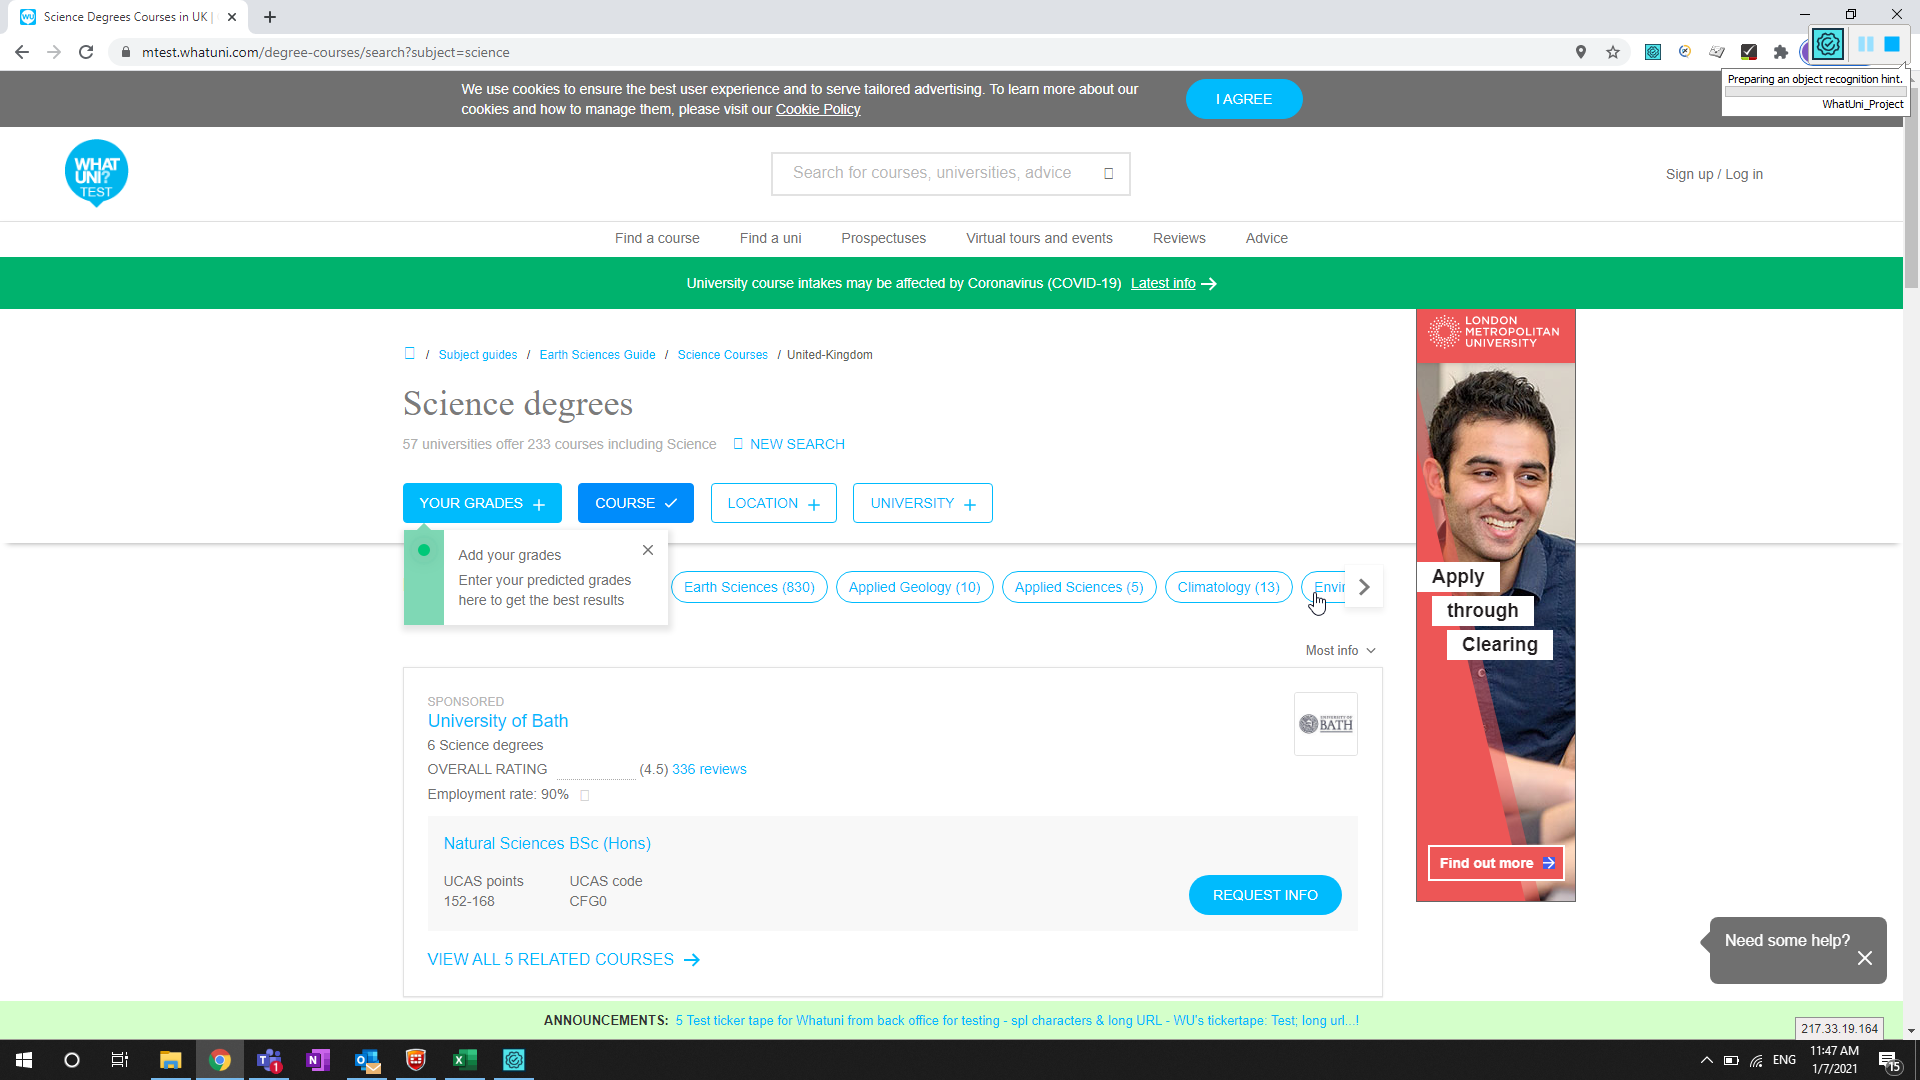 Science Degrees Courses in UK |
mtest.whatuni.com/degree-courses/search?subject=science
Preparing an object recognition hint.
WhatUni_Project
We use cookies to ensure the best user experience and to serve tailored advertising. To learn more about our
cookies and how to manage them, please visit our Cookie Policy
I AGREE
WHAT
UNI?
TEST
Search for courses, universities, advice
Sign up / Log in
Find a course
Find a uni
Prospectuses
Virtual tours and events
Reviews
Advice
University course intakes may be affected by Coronavirus (COVID-19) Latest info
/ Subject guides / Earth Sciences Guide / Science Courses / United-Kingdom
Science degrees
57 universities offer 233 courses including Science
NEW SEARCH
YOUR GRADES
COURSE
LOCATION
UNIVERSITY
Add your grades
Enter your predicted grades
here to get the best results
Earth Sciences (830)
Applied Geology (10)
Applied Sciences (5)
Climatology (13)
Envir
Most info
SPONSORED
University of Bath
6 Science degrees
OVERALL RATING (4.5) 336 reviews
Employment rate: 90%
UNIVERSITY OF
BATH
Natural Sciences BSc (Hons)
UCAS points
152-168
UCAS code
CFG0
REQUEST INFO
VIEW ALL 5 RELATED COURSES
LONDON
METROPOLITAN
UNIVERSITY
Apply
through
Clearing
Find out more
Need some help?
ANNOUNCEMENTS: 5 Test ticker tape for Whatuni from back office for testing - spl characters & long URL - WU's tickertape: Test; long url...!
217.33.19.164
ENG
11:47 AM
1/7/2021
15